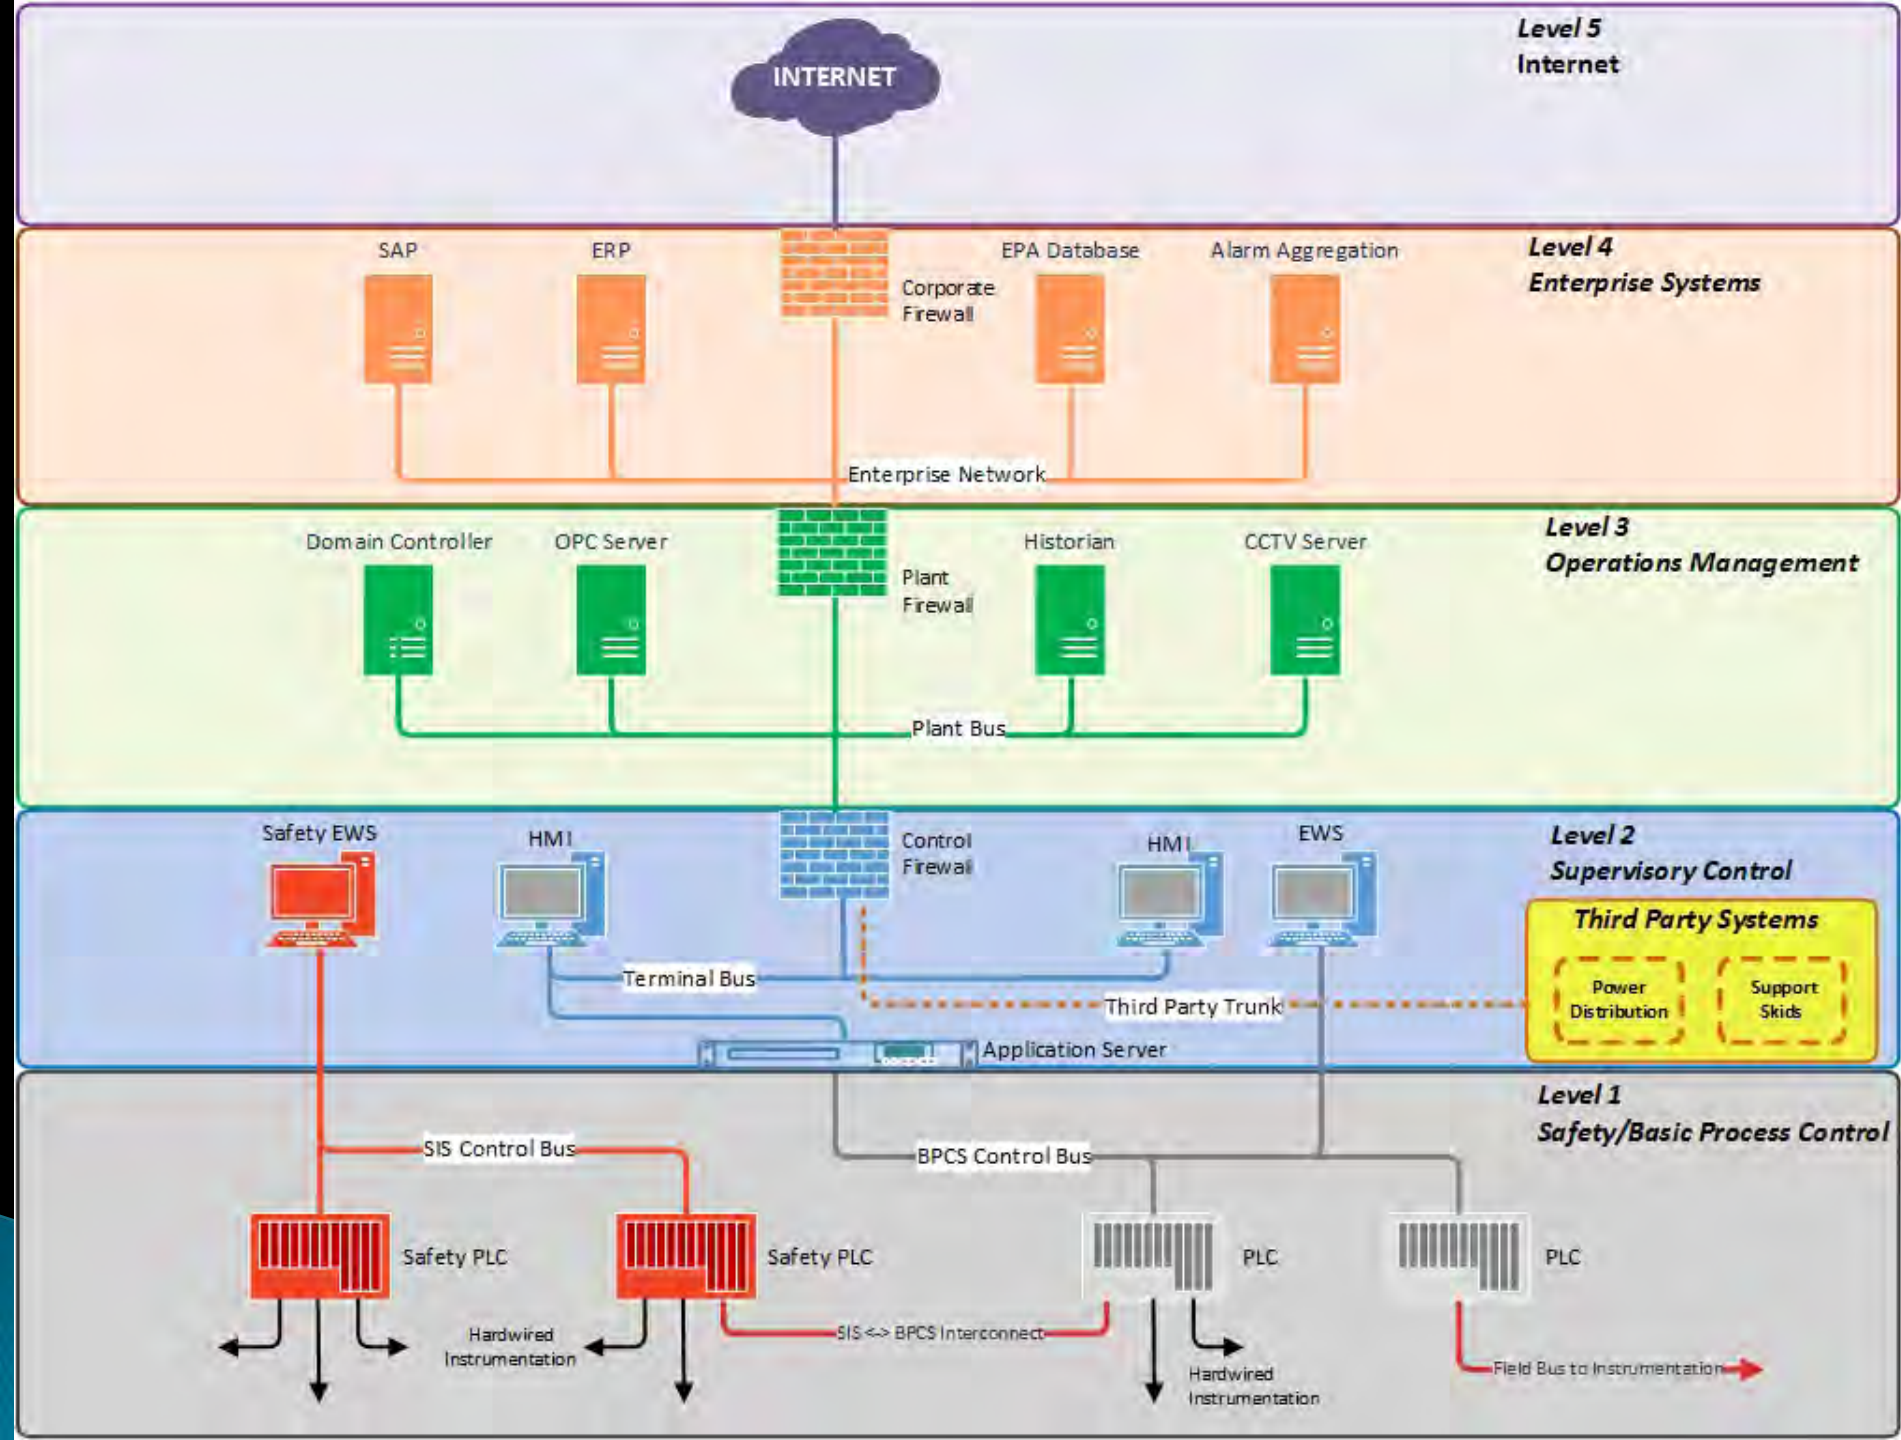 Level 5
Internet
INTERNET
Level 4
Enterprise Systems
SAP
ERP
EPA Database
Alarm Aggregation
Corporate
Firewall
Enterprise Network
Level 3
Operations Management
Domain Controller
OPC Server
Historian
CCTV Server
Plant
Firewall
Plant Bus
Level 2
Supervisory Control
Safety EWS
HMI
Control
Firewall
HMI
EWS
Third Party Systems
Power
Distribution
Support
Skids
Terminal Bus
Third Party Trunk
Application Server
Level 1
Safety/Basic Process Control
SIS Control Bus
BPCS Control Bus
Safety PLC
Safety PLC
PLC
PLC
Hardwired
Instrumentation
SIS <-> BPCS Interconnect
Hardwired
Instrumentation
Field Bus to Instrumentation